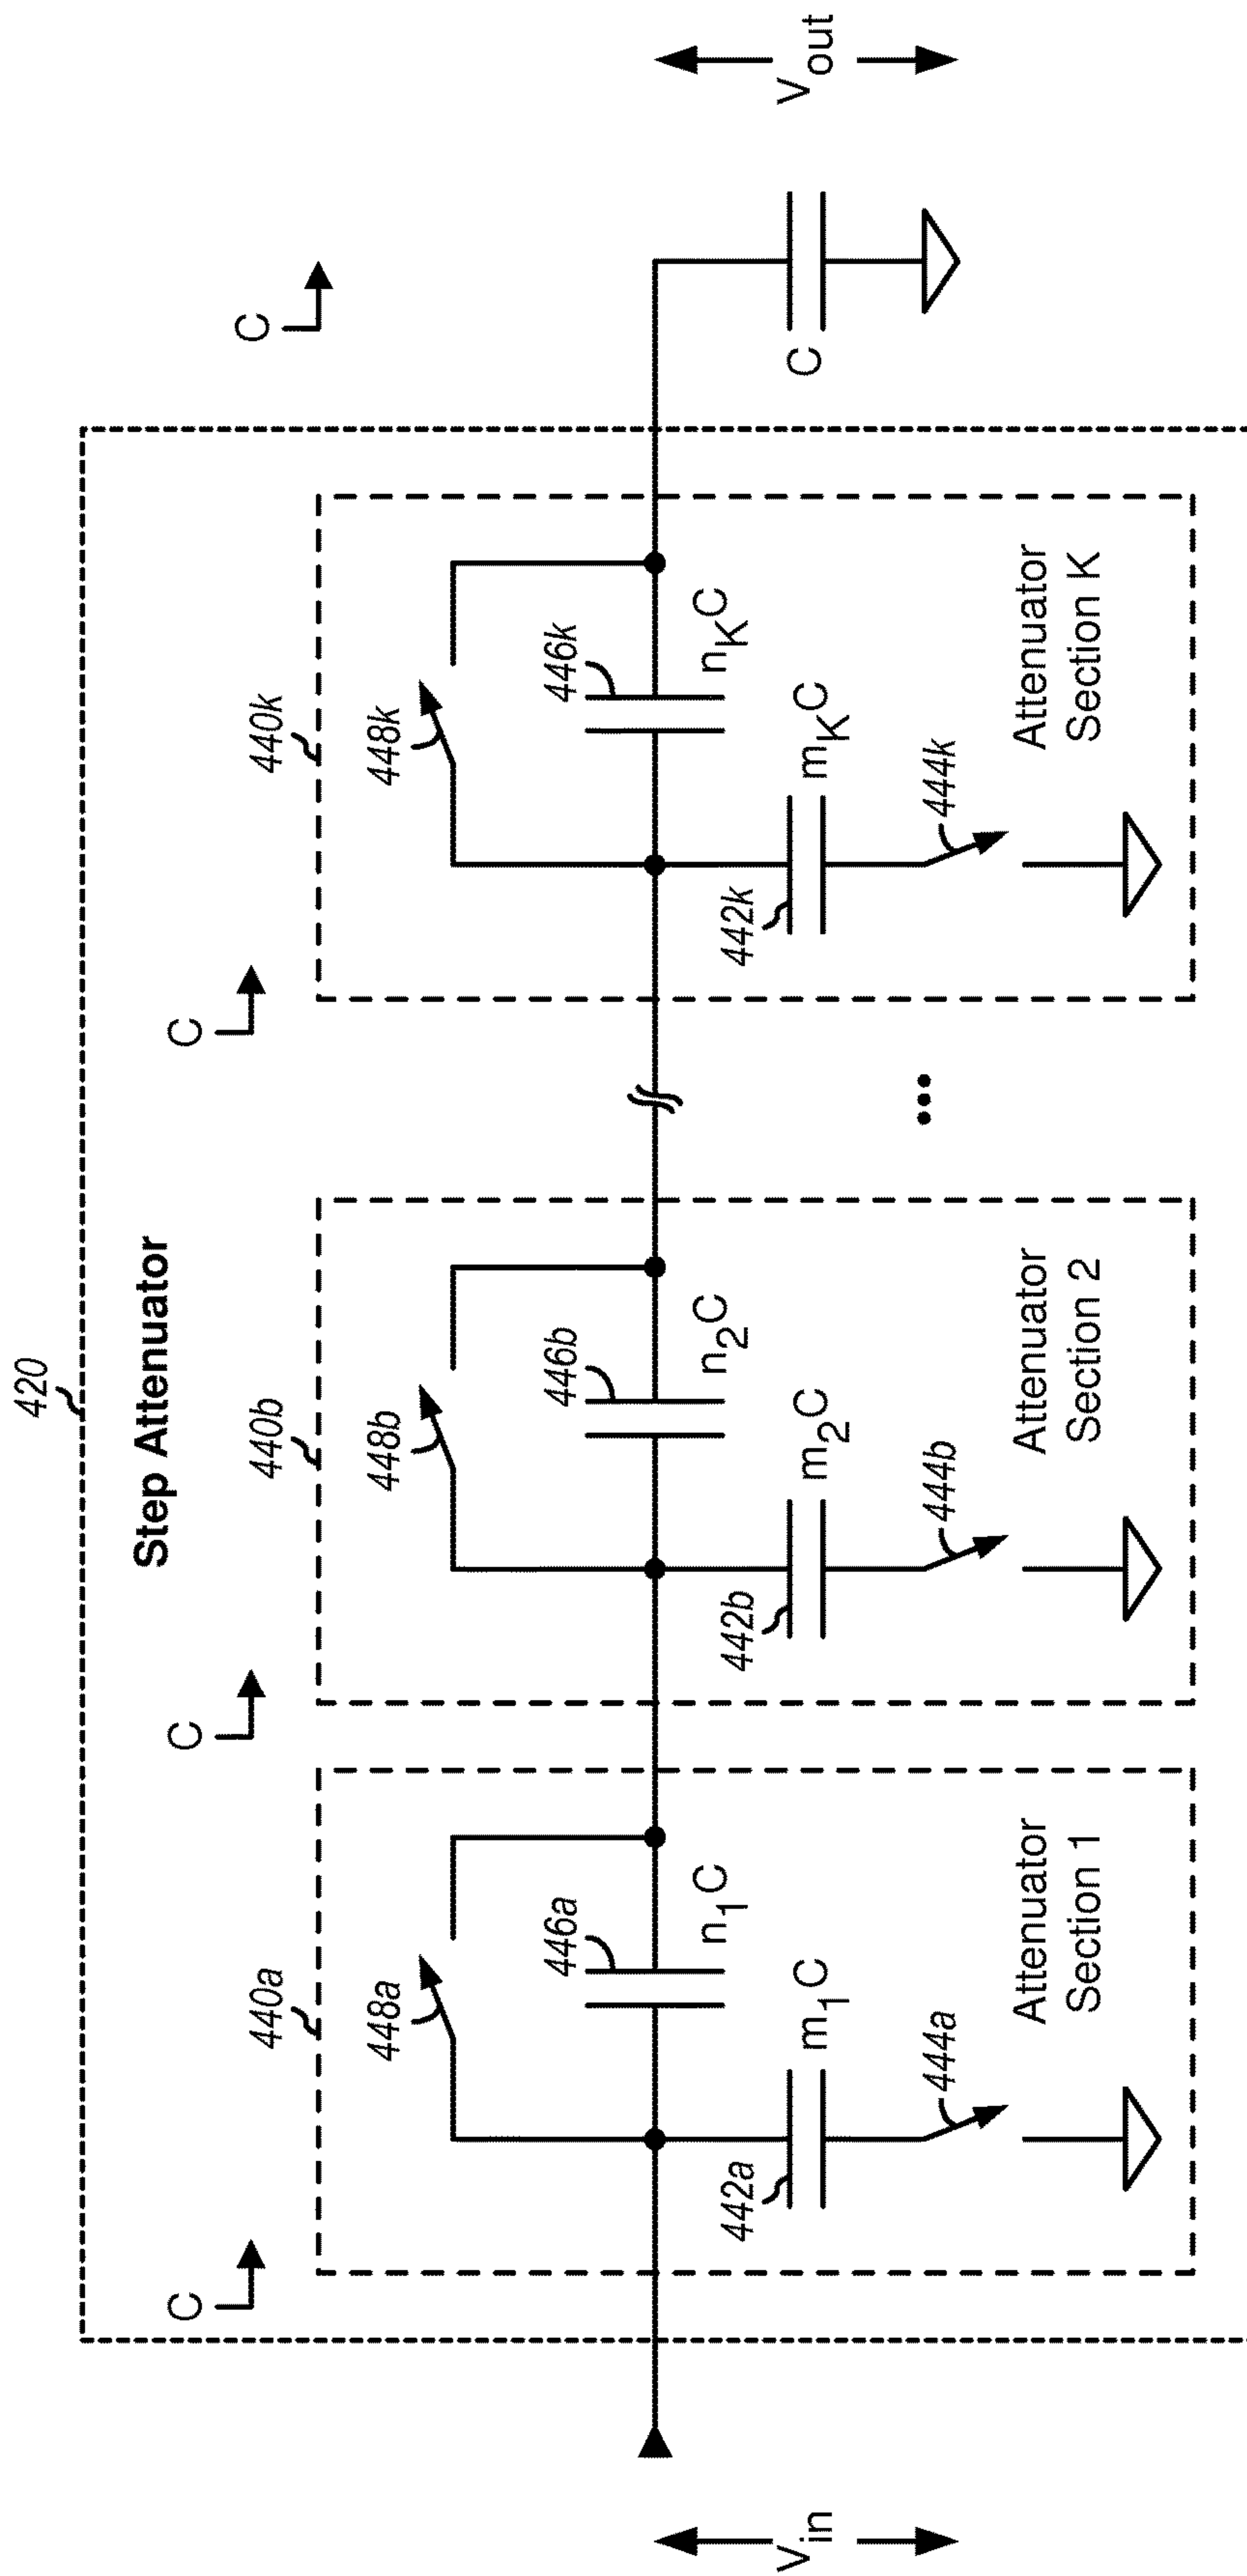 420
Step Attenuator
C
C
C
C
440a
440b
440k
448a
448b
448k
446a
446b
446k
n1C
n2C
nKC
Vin
Vout
442a
m1C
442b
m2C
442k
mKC
C
444a
444b
444k
...
Attenuator
Section 1
Attenuator
Section 2
Attenuator
Section K